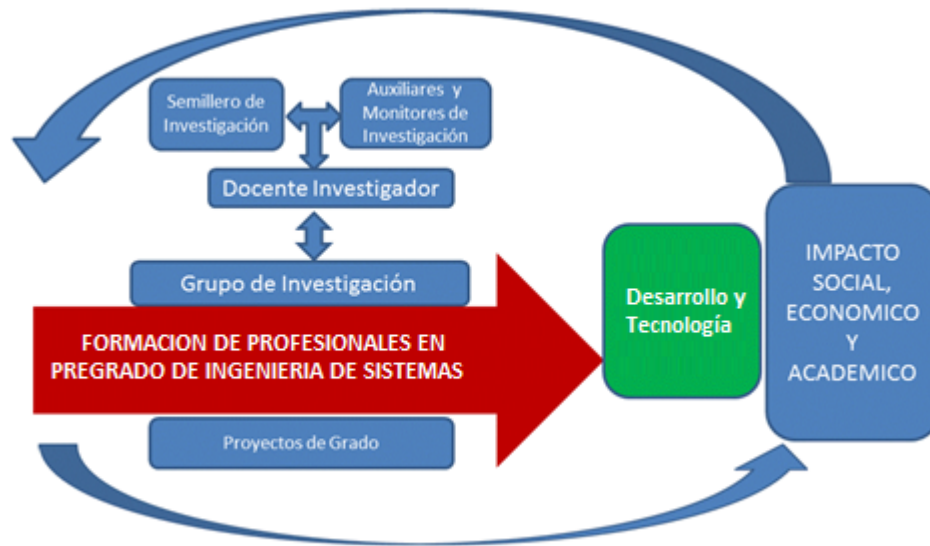 Semillero de
Investigación
Auxiliares y
Monitores de
Investigación
Docente Investigador
Grupo de Investigación
FORMACION DE PROFESIONALES EN
PREGRADO DE INGENIERIA DE SISTEMAS
Proyectos de Grado
Desarrollo y
Tecnología
IMPACTO
SOCIAL,
ECONOMICO
Y
ACADEMICO